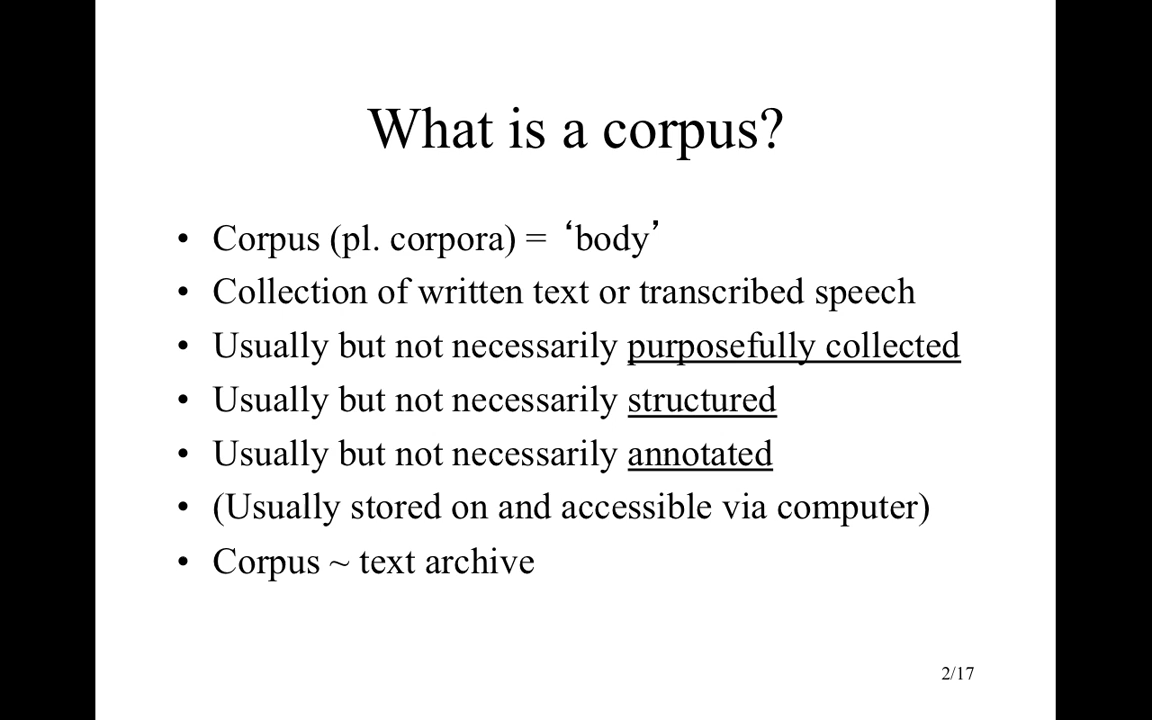 What is a corpus?
• Corpus (pl. corpora) = ‘body’
• Collection of written text or transcribed speech
• Usually but not necessarily purposefully collected
• Usually but not necessarily structured
• Usually but not necessarily annotated
• (Usually stored on and accessible via computer)
• Corpus ~ text archive
2/17